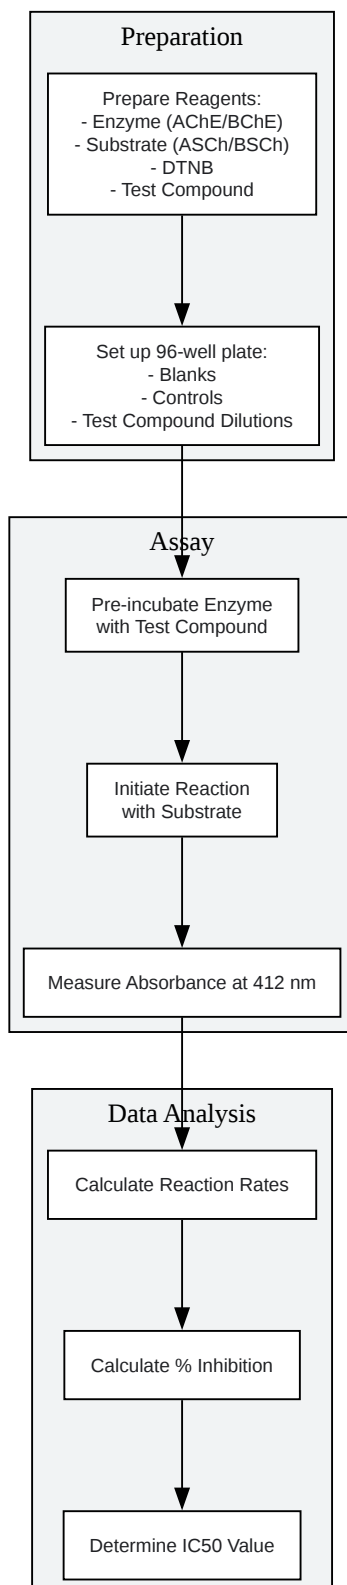 Preparation
Prepare Reagents:
- Enzyme (AChE/BChE)
- Substrate (ASCh/BSCh)
- DTNB
- Test Compound
Set up 96-well plate:
- Blanks
- Controls
- Test Compound Dilutions
Assay
Pre-incubate Enzyme
with Test Compound
Initiate Reaction
with Substrate
Measure Absorbance at 412 nm
Data Analysis
Calculate Reaction Rates
Calculate % Inhibition
Determine IC50 Value